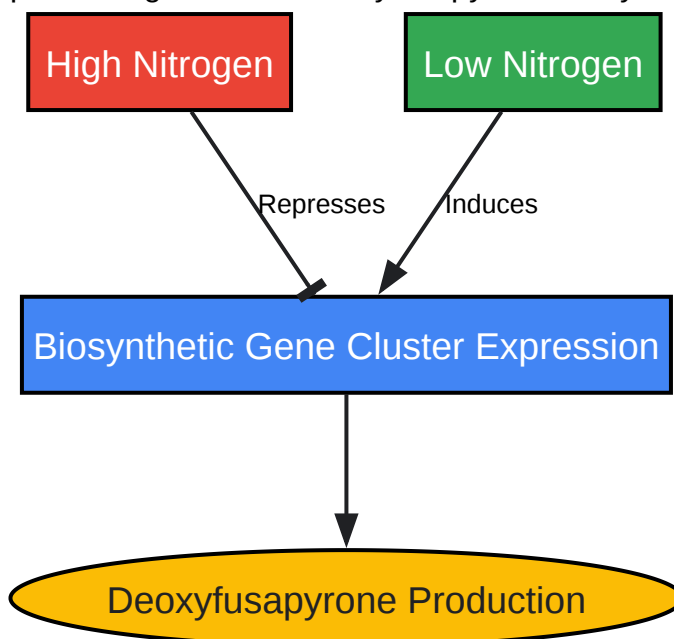 High Nitrogen
Low Nitrogen
Represses
Induces
Biosynthetic Gene Cluster Expression
Deoxyfusapyrone Production